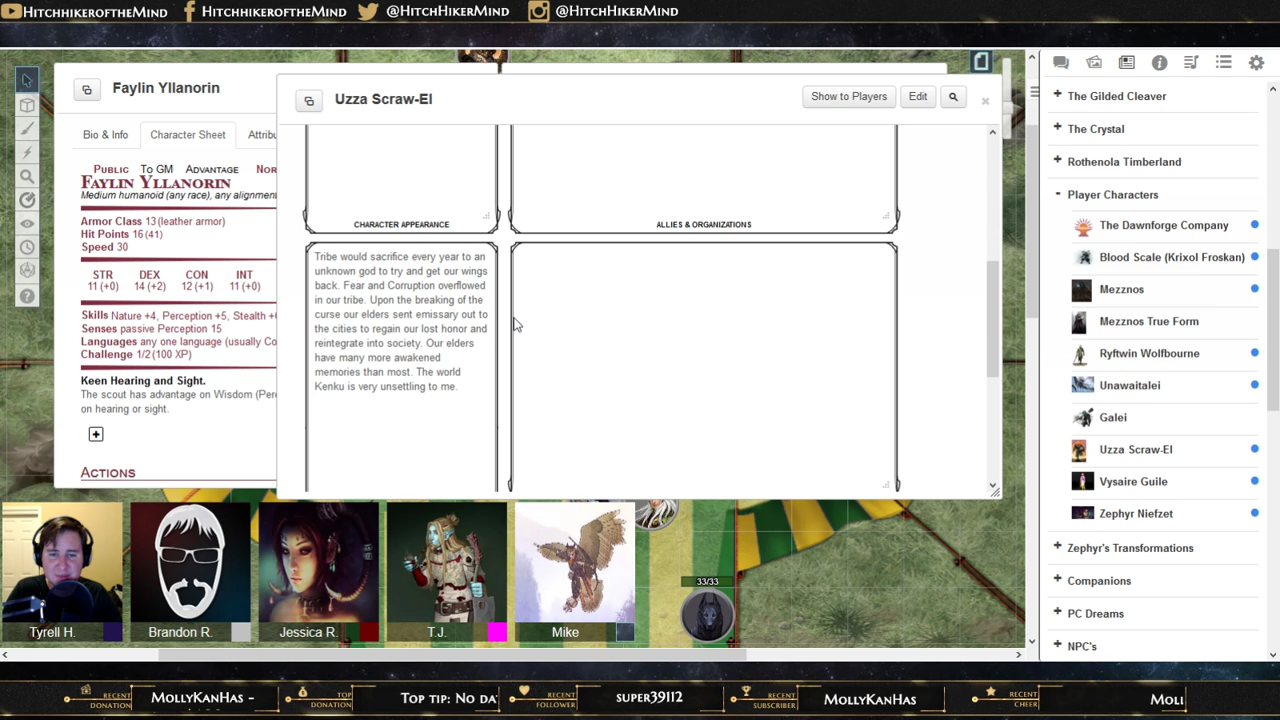 HitchhikeroftheMind
HitchhikeroftheMind
@HitchHikerMind
@HitchHikerMind
Faylin Yllanorin
Bio & Info
Character Sheet
Attribu
Public To GM Advantage Nor
Faylin Yllanorin
Medium humanoid (any race), any alignment
Armor Class 13 (leather armor)
Hit Points 16 (41)
Speed 30
STR DEX CON INT
11 (+0) 14 (+2) 12 (+1) 11 (+0)
Skills Nature +4, Perception +5, Stealth +
Senses passive Perception 15
Languages any one language (usually Co
Challenge 1/2 (100 XP)
Keen Hearing and Sight.
The scout has advantage on Wisdom (Per
on hearing or sight.
Actions
Uzza Scraw-El
Show to Players
Edit
CHARACTER APPEARANCE
ALLIES & ORGANIZATIONS
Tribe would sacrifice every year to an
unknown god to try and get our wings
back. Fear and Corruption overflowed
in our tribe. Upon the breaking of the
curse our elders sent emissary out to
the cities to regain our lost honor and
reintegrate into society. Our elders
have many more awakened
memories than most. The world
Kenku is very unsettling to me.
The Gilded Cleaver
The Crystal
Rothenola Timberland
Player Characters
The Dawnforge Company
Blood Scale (Krixol Froskan)
Mezznos
Mezznos True Form
Ryftwin Wolfbourne
Unawaitalei
Galei
Uzza Scraw-El
Vysaire Guile
Zephyr Niefzet
Zephyr's Transformations
Companions
PC Dreams
NPC's
33/33
Tyrell H.
Brandon R.
Jessica R.
T.J.
Mike
Recent Donation
MollyKanHas -
Top Donation
Top tip: No da
Recent Follower
super39112
Recent Subscriber
MollyKanHas
Recent Cheer
Moll